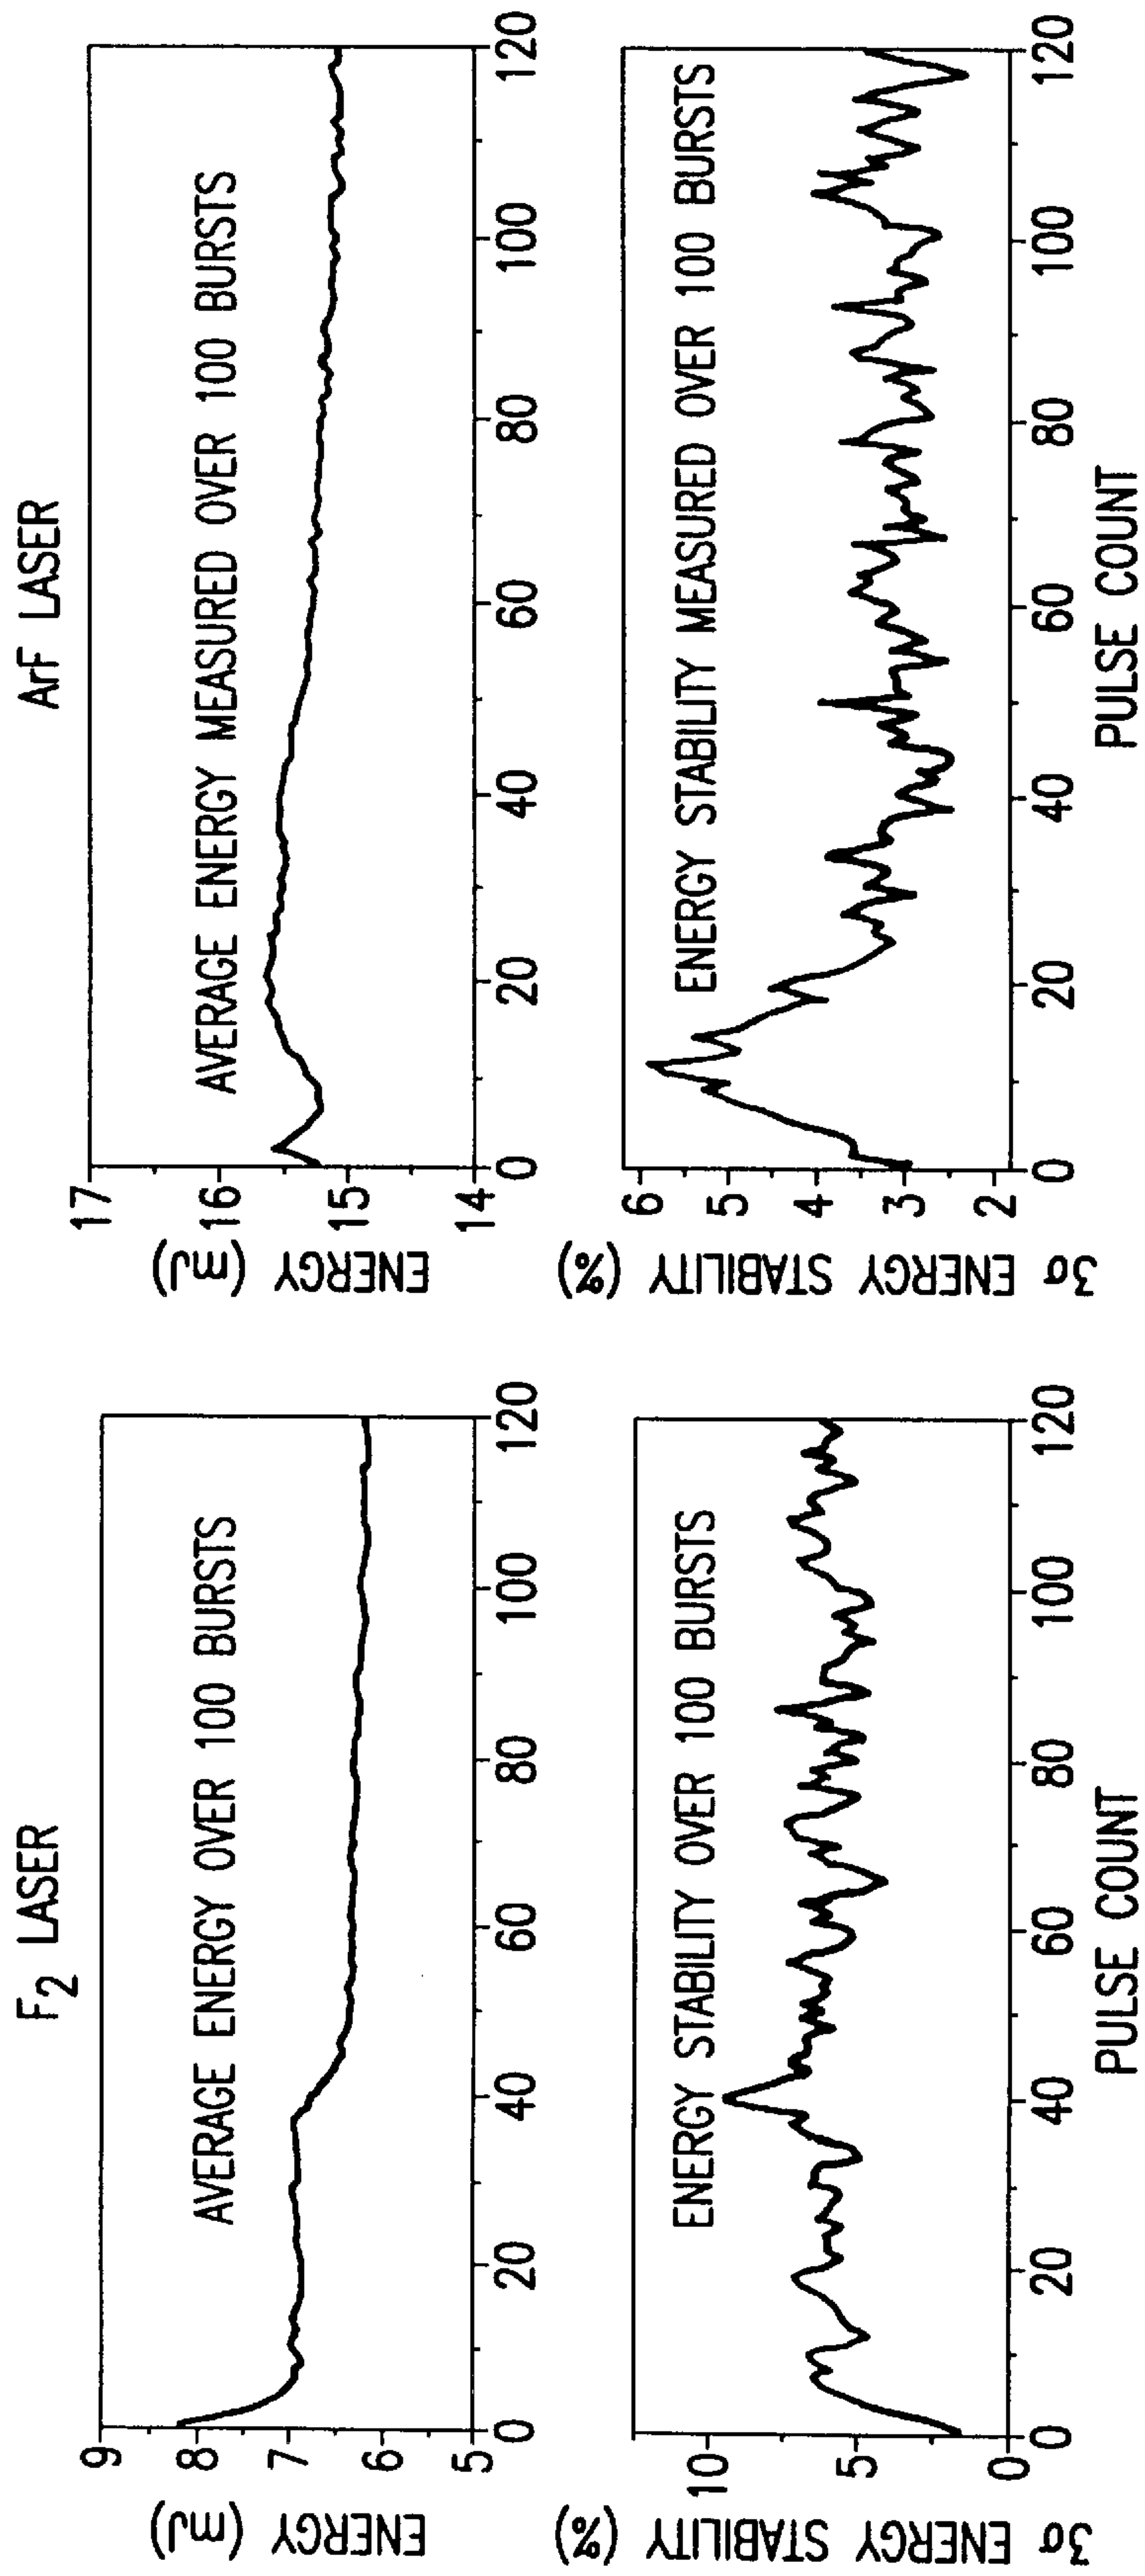 F2 LASER
AVERAGE ENERGY OVER 100 BURSTS
ENERGY (mJ)
9
8
7
6
5
0 20 40 60 80 100 120
ENERGY STABILITY OVER 100 BURSTS
3σ ENERGY STABILITY (%)
10
5
0
0 20 40 60 80 100 120
PULSE COUNT
ArF LASER
AVERAGE ENERGY MEASURED OVER 100 BURSTS
ENERGY (mJ)
17
16
15
14
0 20 40 60 80 100 120
ENERGY STABILITY MEASURED OVER 100 BURSTS
3σ ENERGY STABILITY (%)
6
5
4
3
2
0 20 40 60 80 100 120
PULSE COUNT